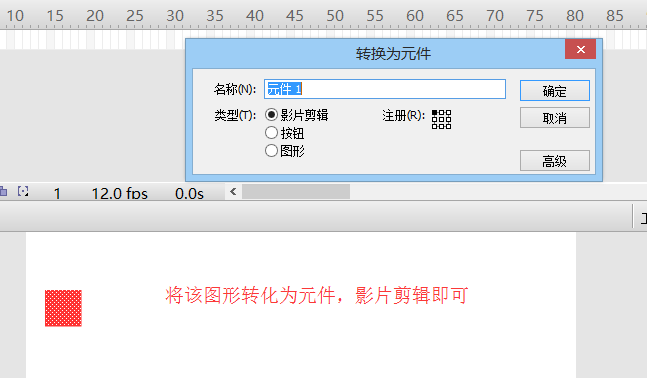 10 15 20 25 30 35 40 45 50 55 60 65 70 75 80 85
转换为元件
名称(N): 元件 1 确定
类型(T): 影片剪辑 注册(R): 取消
按钮
图形 高级
1 12.0 fps 0.0s
将该图形转化为元件，影片剪辑即可